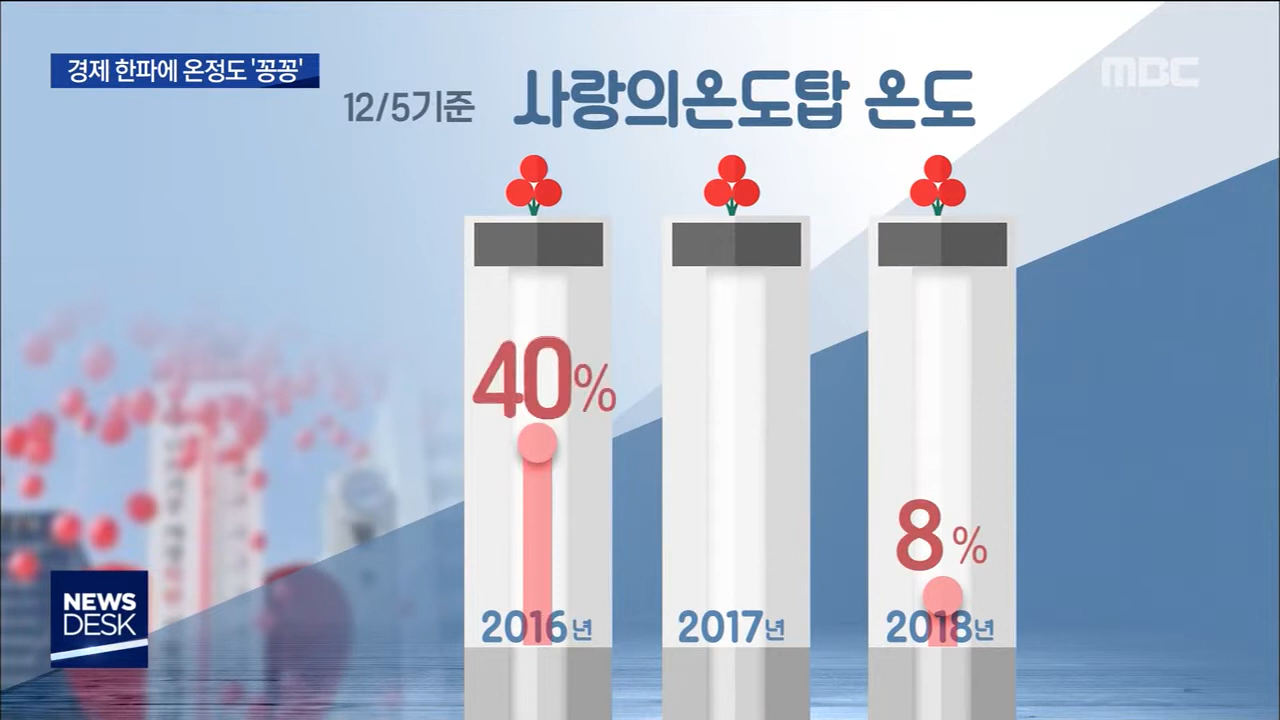 경제 한파에 온정도 '꽁꽁'
MBC
12/5기준 사랑의온도탑 온도
40%
8%
2016년 2017년 2018년
NEWS
DESK